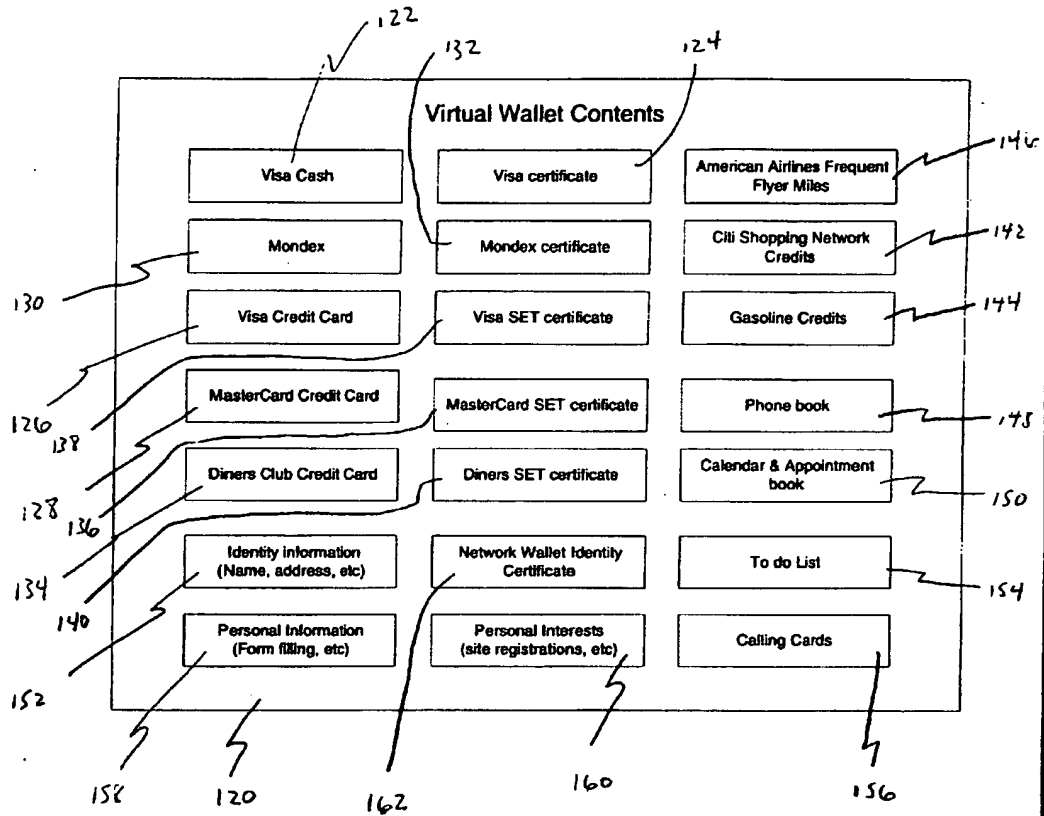 122
132
124
Virtual Wallet Contents
Visa Cash
Visa certificate
American Airlines Frequent
Flyer Miles
146
Mondex
Mondex certificate
Citi Shopping Network
Credits
142
130
Visa Credit Card
Visa SET certificate
Gasoline Credits
144
126
138
MasterCard Credit Card
MasterCard SET certificate
Phone book
148
128
136
Diners Club Credit Card
Diners SET certificate
Calendar & Appointment
book
150
134
140
Identity information
(Name, address, etc)
Network Wallet Identity
Certificate
To do List
154
152
Personal Information
(Form filling, etc)
Personal Interests
(site registrations, etc)
Calling Cards
158
120
162
160
156